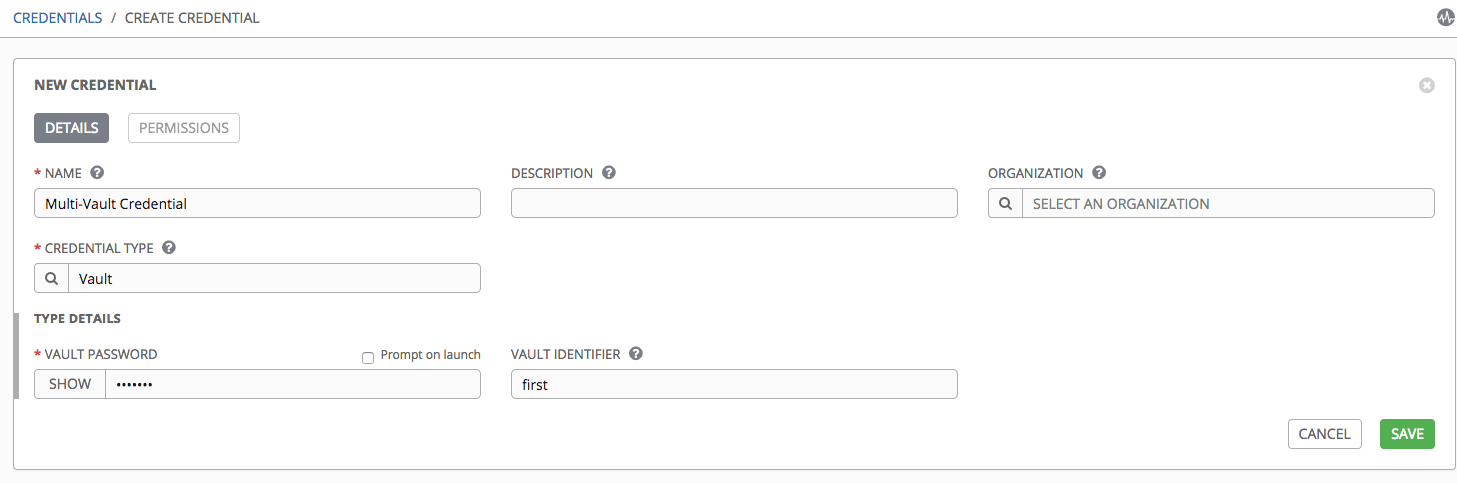 CREDENTIALS / CREATE CREDENTIAL
NEW CREDENTIAL
DETAILS PERMISSIONS
* NAME ? DESCRIPTION ? ORGANIZATION ?
Multi-Vault Credential SELECT AN ORGANIZATION
* CREDENTIAL TYPE ?
Vault
TYPE DETAILS
* VAULT PASSWORD Prompt on launch VAULT IDENTIFIER ?
SHOW ••••••• first
CANCEL SAVE